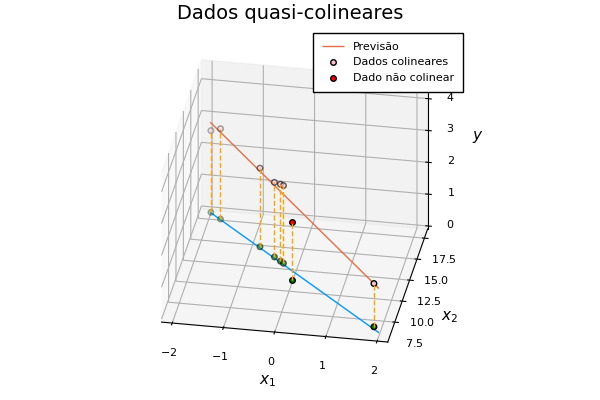 Dados quasi-colineares
Previsão
Dados colineares
Dado não colinear
4
3
2
1
0
y
17.5
15.0
12.5
10.0
7.5
x₂
−2
−1
0
1
2
x₁